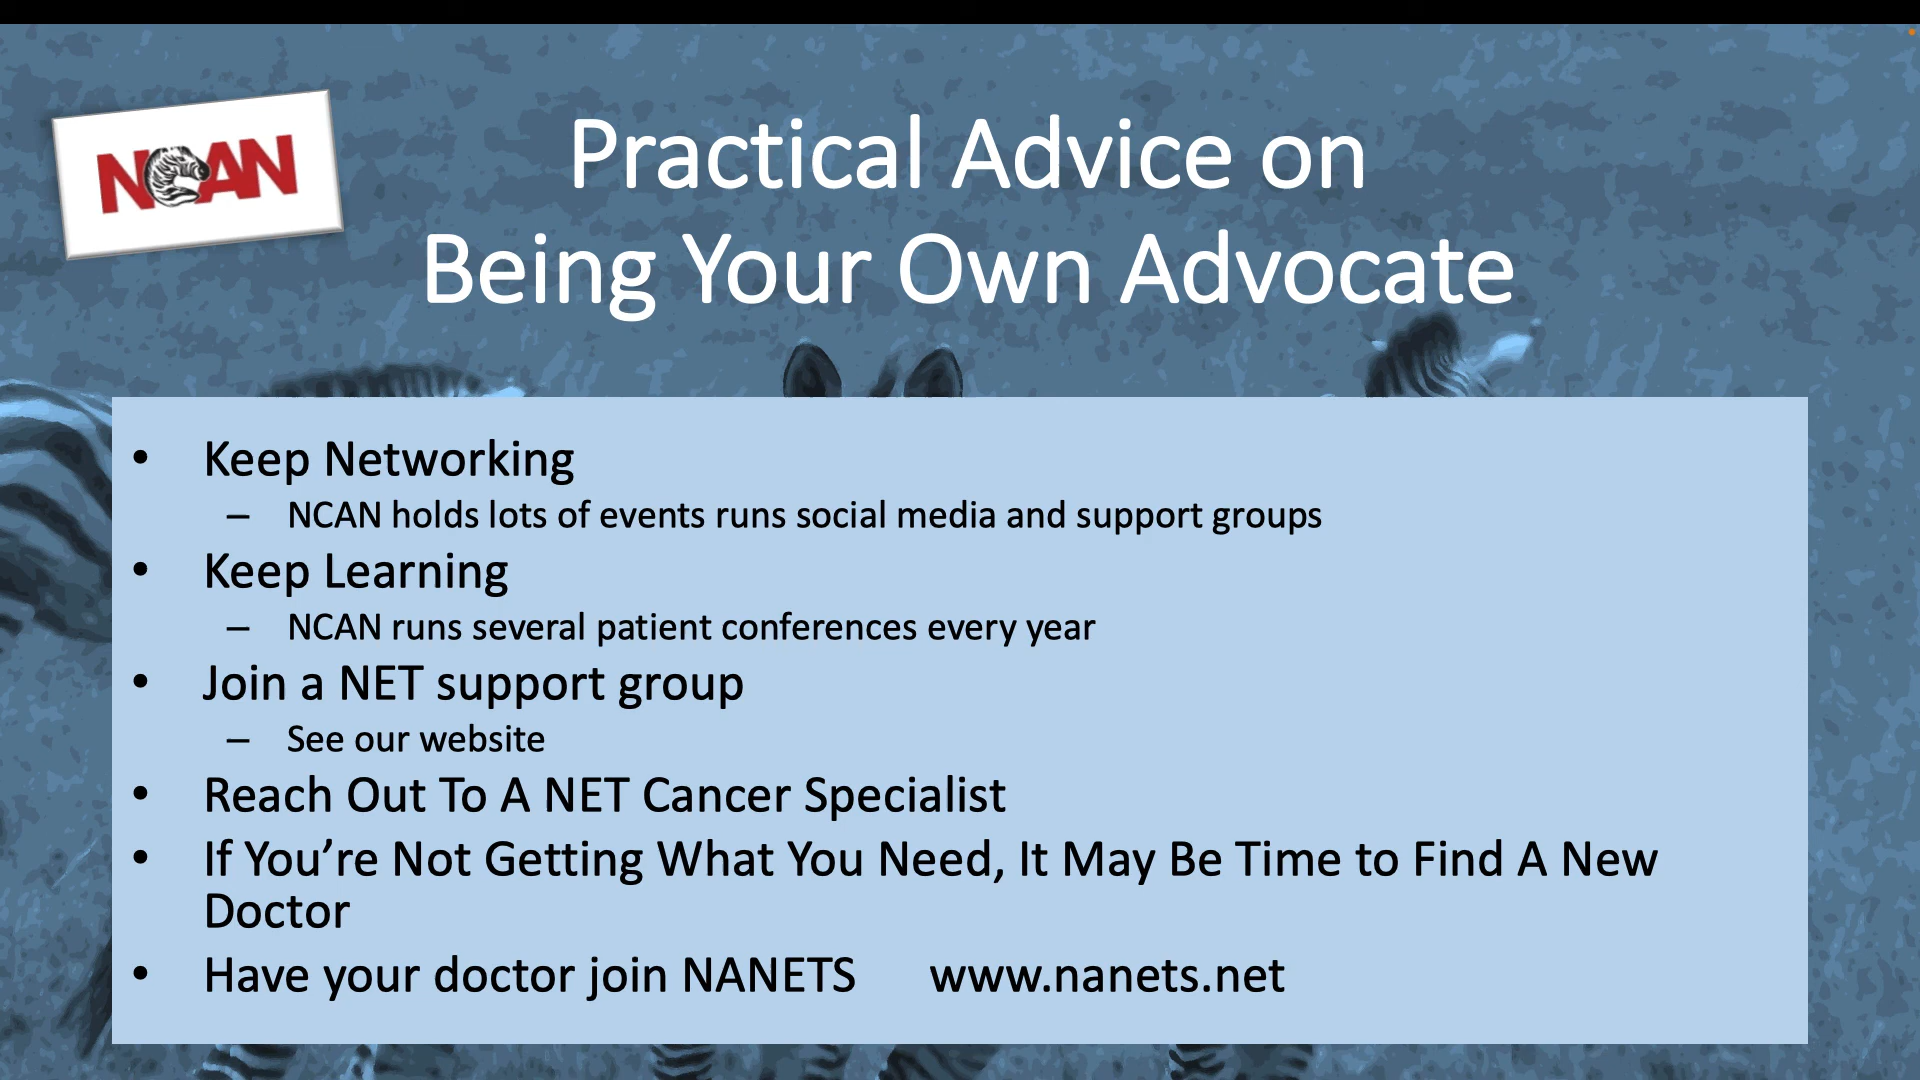 NCAN
Practical Advice on
Being Your Own Advocate
• Keep Networking
– NCAN holds lots of events runs social media and support groups
• Keep Learning
– NCAN runs several patient conferences every year
• Join a NET support group
– See our website
• Reach Out To A NET Cancer Specialist
• If You’re Not Getting What You Need, It May Be Time to Find A New
Doctor
• Have your doctor join NANETS www.nanets.net